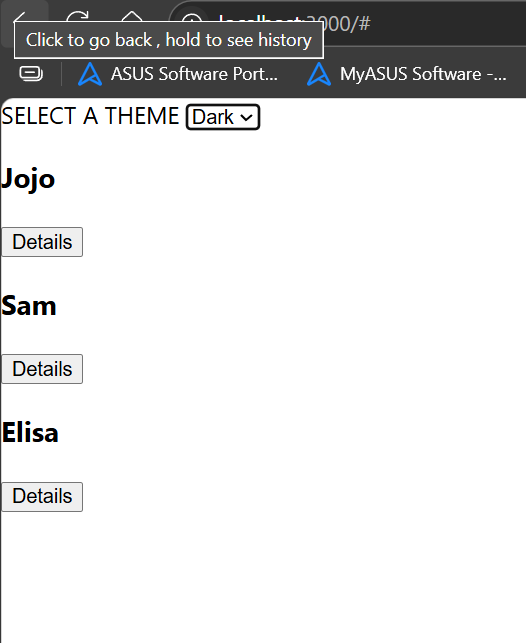 localhost:3000/#
Click to go back , hold to see history
ASUS Software Port...
MyASUS Software -...
SELECT A THEME Dark
Jojo
Details
Sam
Details
Elisa
Details